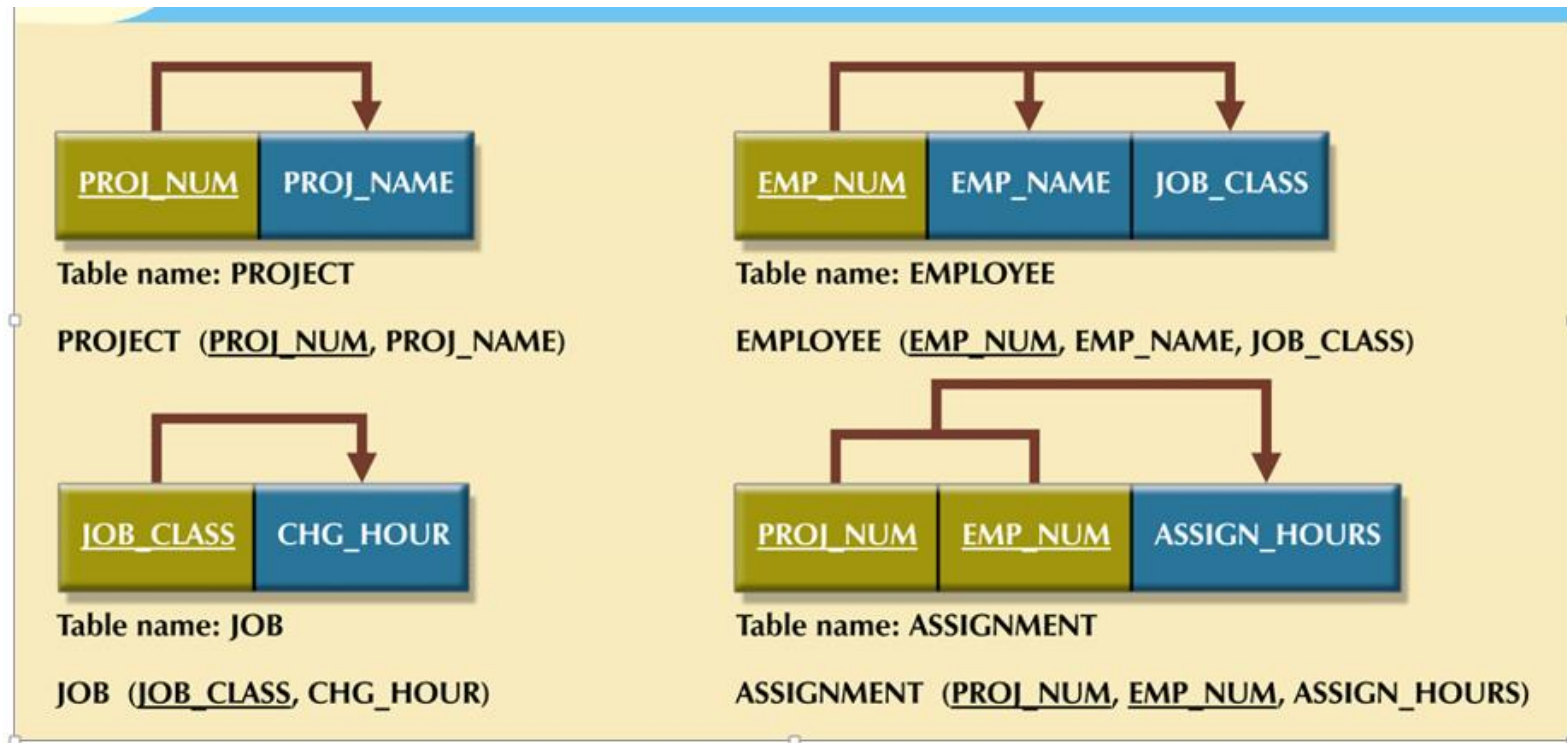 PROJ_NUM PROJ_NAME
Table name: PROJECT
PROJECT (PROJ_NUM, PROJ_NAME)
EMP_NUM EMP_NAME JOB_CLASS
Table name: EMPLOYEE
EMPLOYEE (EMP_NUM, EMP_NAME, JOB_CLASS)
JOB_CLASS CHG_HOUR
Table name: JOB
JOB (JOB_CLASS, CHG_HOUR)
PROJ_NUM EMP_NUM ASSIGN_HOURS
Table name: ASSIGNMENT
ASSIGNMENT (PROJ_NUM, EMP_NUM, ASSIGN_HOURS)